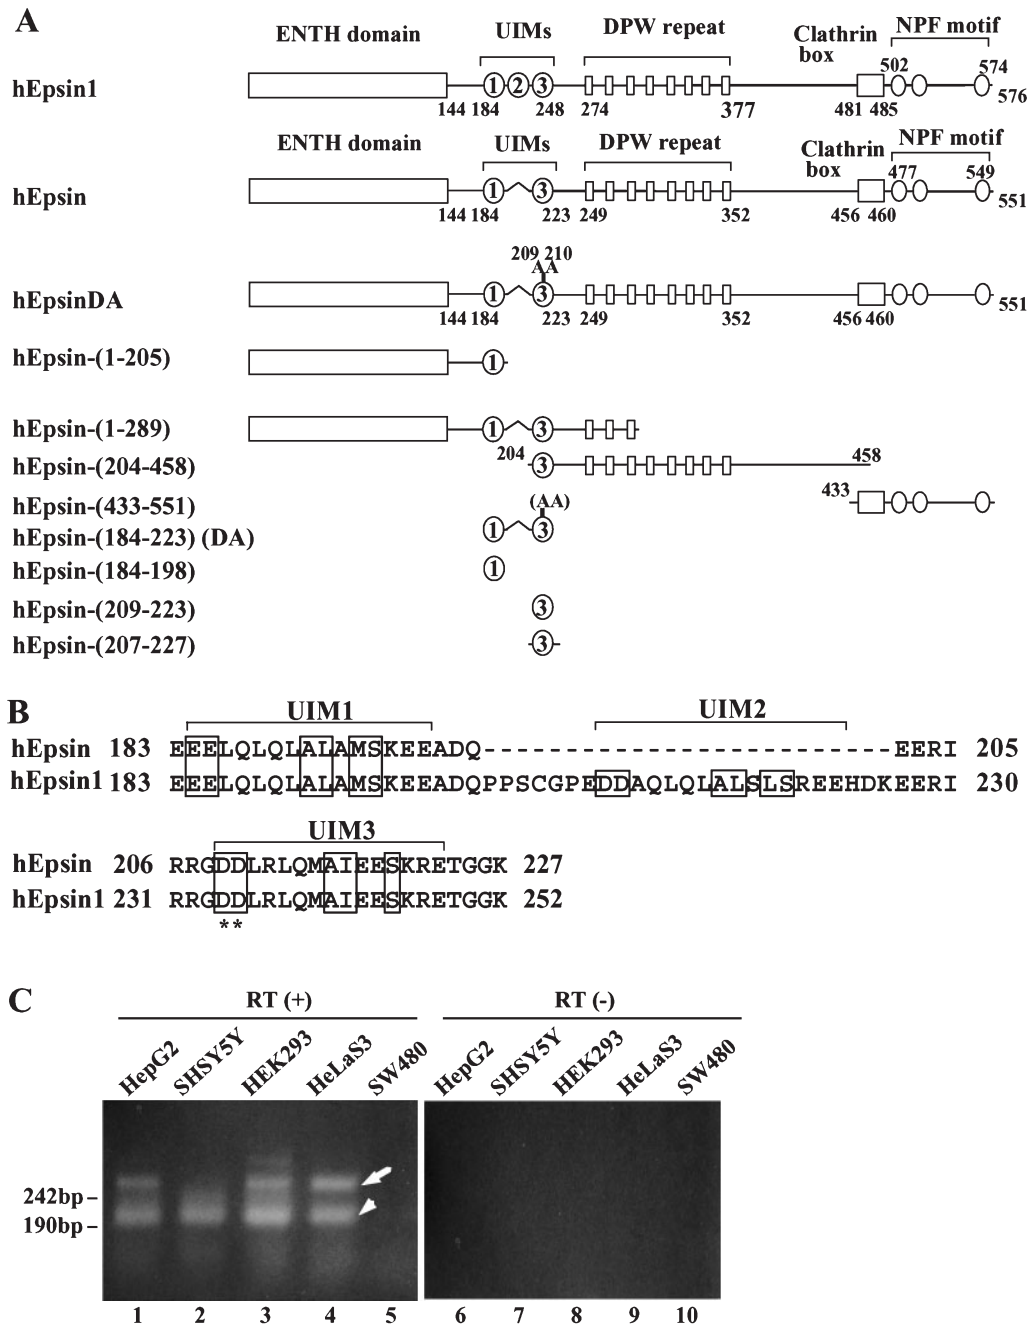 A
ENTH domain UIMs DPW repeat Clathrin box NPF motif
502 574
hEpsin1 1 2 3 576
144 184 248 274 377 481 485
ENTH domain UIMs DPW repeat Clathrin box NPF motif
477 549
hEpsin 1 3 551
144 184 223 249 352 456 460
209 210
AA
hEpsinDA 1 3 551
144 184 223 249 352 456 460
hEpsin-(1-205) 1
hEpsin-(1-289) 1 3
hEpsin-(204-458) 204 3 458
hEpsin-(433-551) 433
(AA)
hEpsin-(184-223) (DA) 1 3
hEpsin-(184-198) 1
hEpsin-(209-223) 3
hEpsin-(207-227) 3
B
UIM1 UIM2
hEpsin 183 EEELQLQLALAMSKEEADQ-------------------------EERI 205
hEpsin1 183 EEELQLQLALAMSKEEADQPPSCGPEDDAQLQLALSLSREEHDKEERI 230
UIM3
hEpsin 206 RRGDDLRLQMAIEESKRETGGK 227
hEpsin1 231 RRGDDLRLQMAIEESKRETGGK 252
**
C
RT (+) RT (-)
HepG2 SHSY5Y HEK293 HeLaS3 SW480 HepG2 SHSY5Y HEK293 HeLaS3 SW480
242bp –
190bp –
1 2 3 4 5 6 7 8 9 10